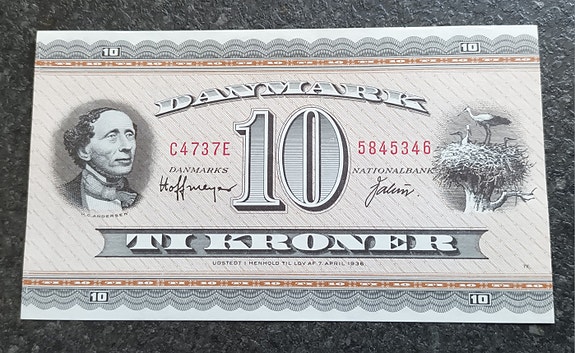 10 10
DANMARK
C4737E 10 5845346
DANMARKS NATIONALBANK
Hoffmeyer
H.C. ANDERSEN
TI KRONER
UDSTEDT I HENHOLD TIL LOV AF 7. APRIL 1936.
10 10